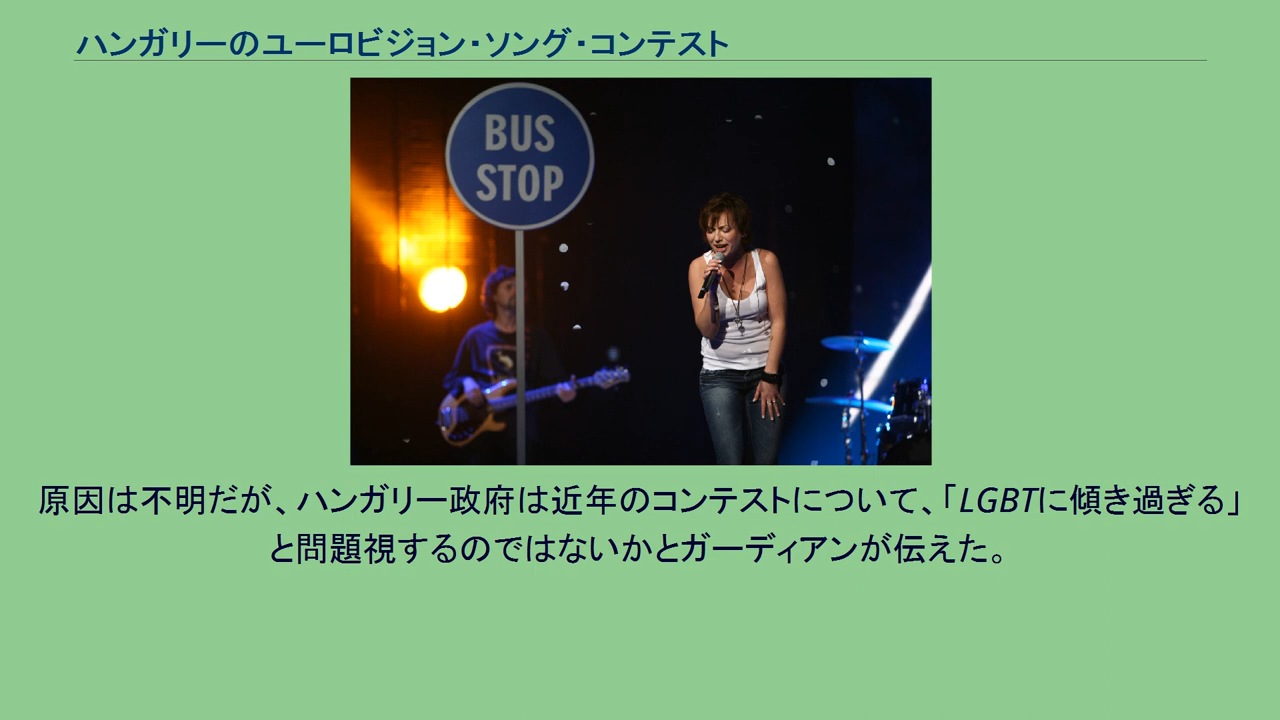 ハンガリーのユーロビジョン・ソング・コンテスト
BUS
STOP
原因は不明だが、ハンガリー政府は近年のコンテストについて、「LGBTに傾き過ぎる」
と問題視するのではないかとガーディアンが伝えた。